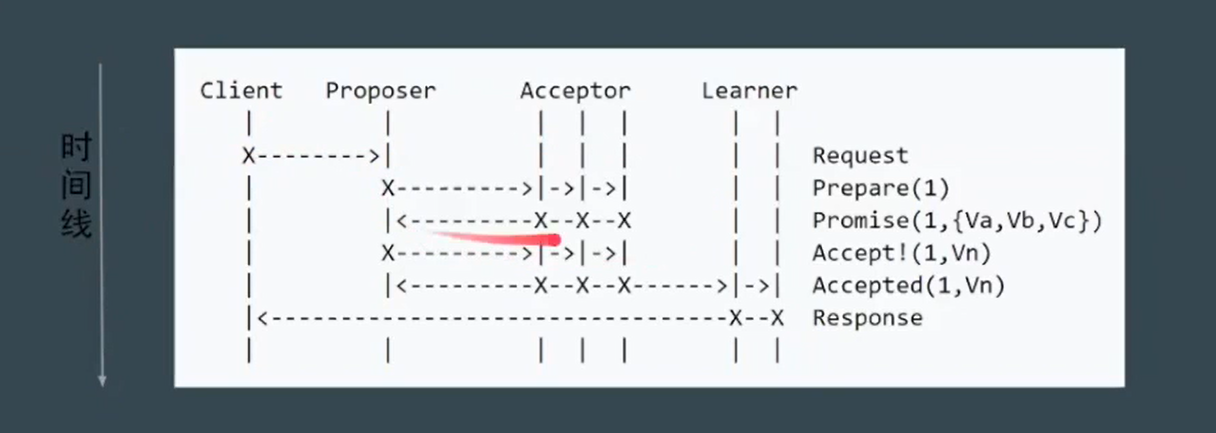 时间线
Client Proposer Acceptor Learner
Request
Prepare(1)
Promise(1,{Va,Vb,Vc})
Accept!(1,Vn)
Accepted(1,Vn)
Response